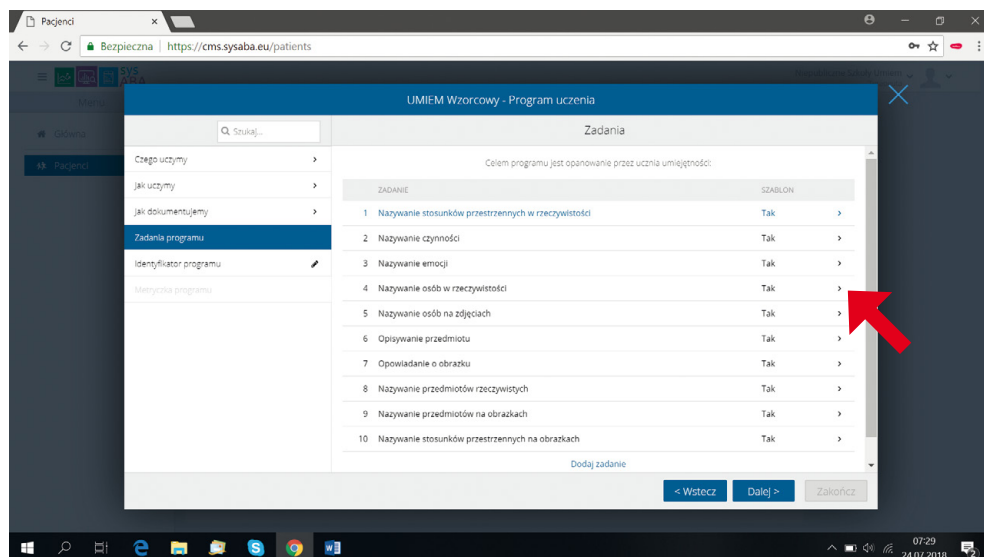 Pacjenci
Bezpieczna https://cms.sysaba.eu/patients
SYS
ABA
Menu
UMIEM Wzorcowy - Program uczenia
Główna
Pacjenci
Szukaj...
Zadania
Czego uczymy
Jak uczymy
Jak dokumentujemy
Zadania programu
Identyfikator programu
Metryczka programu
Celem programu jest opanowanie przez ucznia umiejętności:
ZADANIE SZABLON
1 Nazywanie stosunków przestrzennych w rzeczywistości Tak
2 Nazywanie czynności Tak
3 Nazywanie emocji Tak
4 Nazywanie osób w rzeczywistości Tak
5 Nazywanie osób na zdjęciach Tak
6 Opisywanie przedmiotu Tak
7 Opowiadanie o obrazku Tak
8 Nazywanie przedmiotów rzeczywistych Tak
9 Nazywanie przedmiotów na obrazkach Tak
10 Nazywanie stosunków przestrzennych na obrazkach Tak
Dodaj zadanie
< Wstecz Dalej > Zakończ
07:29
24.07.2018